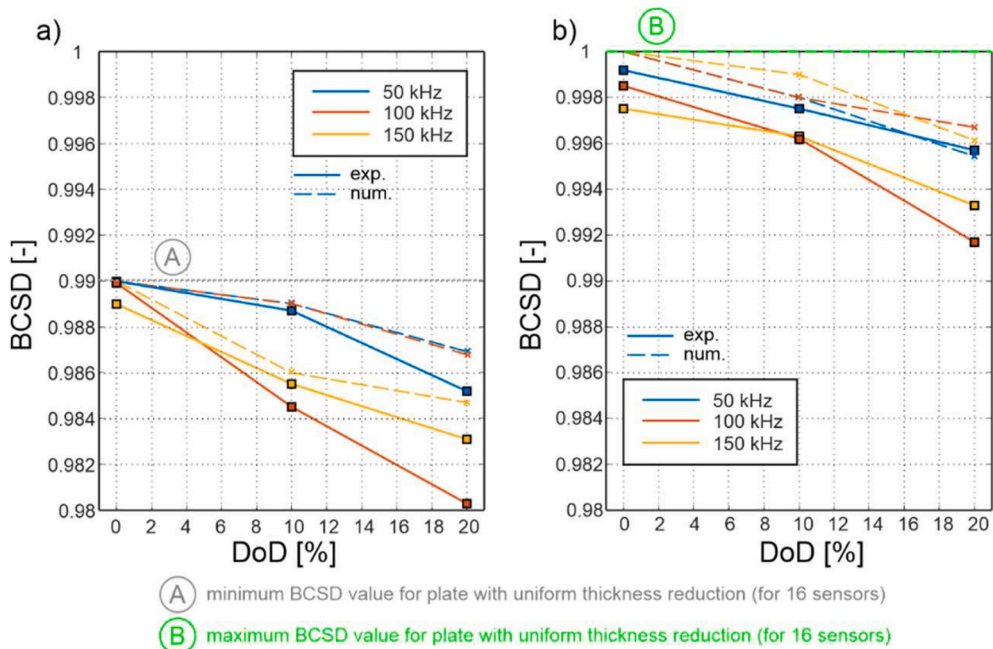 a)
1
0.998
0.996
0.994
0.992
0.99
0.988
0.986
0.984
0.982
0.98
BCSD [-]
50 kHz
100 kHz
150 kHz
exp.
num.
A
0 2 4 6 8 10 12 14 16 18 20
DoD [%]
B
b)
1
0.998
0.996
0.994
0.992
0.99
0.988
0.986
0.984
0.982
0.98
BCSD [-]
exp.
num.
50 kHz
100 kHz
150 kHz
0 2 4 6 8 10 12 14 16 18 20
DoD [%]
A minimum BCSD value for plate with uniform thickness reduction (for 16 sensors)
B maximum BCSD value for plate with uniform thickness reduction (for 16 sensors)